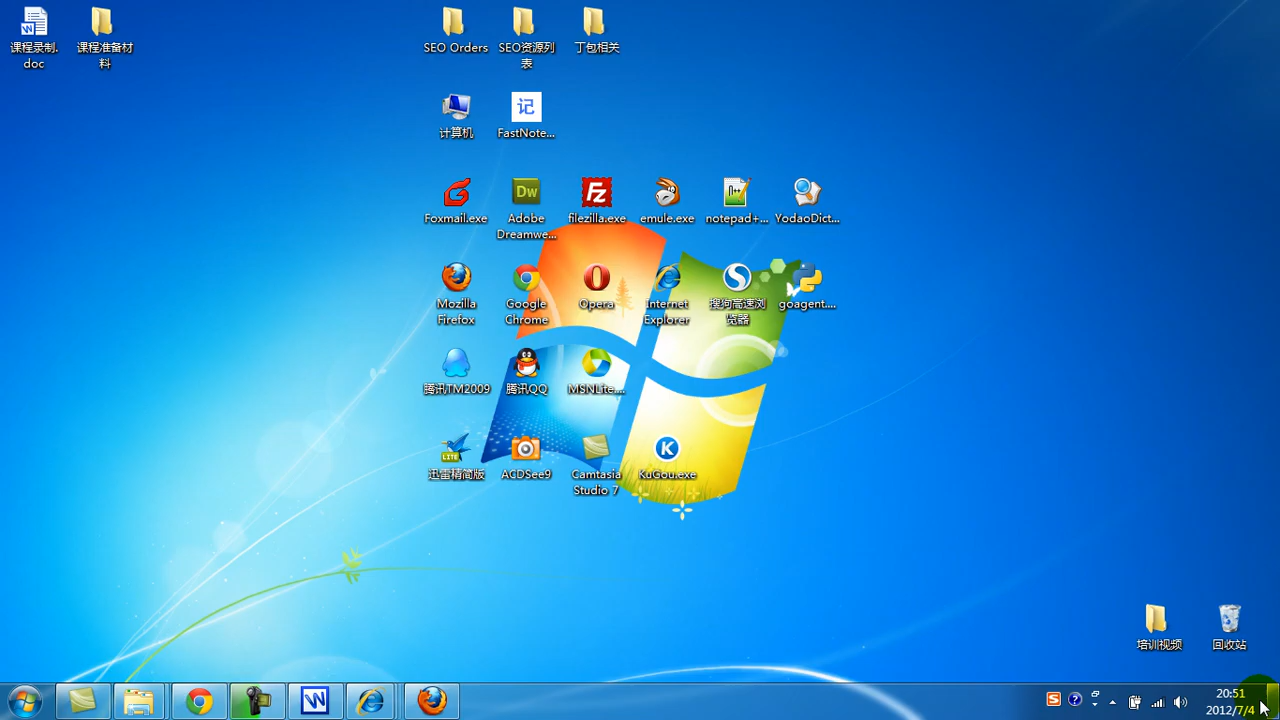 课程录制.
doc
课程准备材
料
SEO Orders
SEO资源列
表
丁包相关
计算机
记
FastNote...
Foxmail.exe
Dw
Adobe
Dreamwe...
Fz
filezilla.exe
emule.exe
n++
notepad+...
YodaoDict...
Mozilla
Firefox
Google
Chrome
Opera
Internet
Explorer
搜狗高速浏
览器
goagent....
腾讯TM2009
腾讯QQ
MSNLite....
LITE
迅雷精简版
ACDSee9
Camtasia
Studio 7
K
KuGou.exe
培训视频
回收站
W
S
?
20:51
2012/7/4